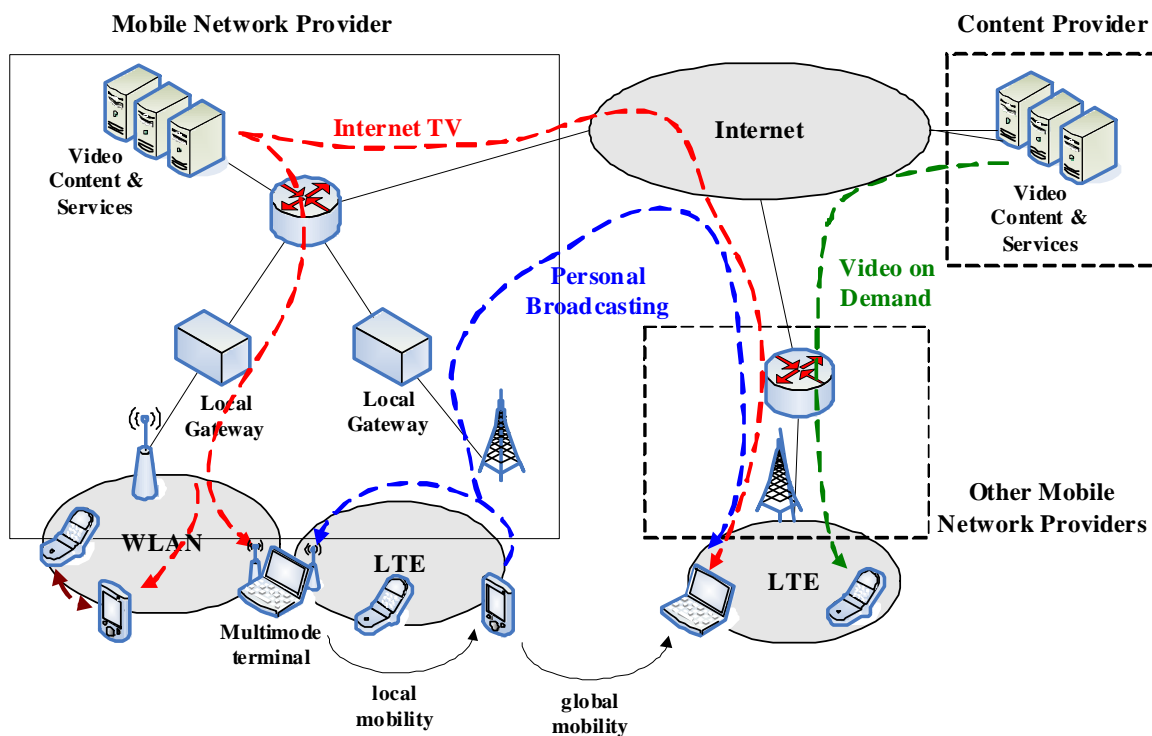 Mobile Network Provider
Content Provider
Internet TV
Internet
Video
Content &
Services
Video
Content &
Services
Personal
Broadcasting
Video on
Demand
Local
Gateway
Local
Gateway
Other Mobile
Network Providers
WLAN
LTE
LTE
Multimode
terminal
local
mobility
global
mobility